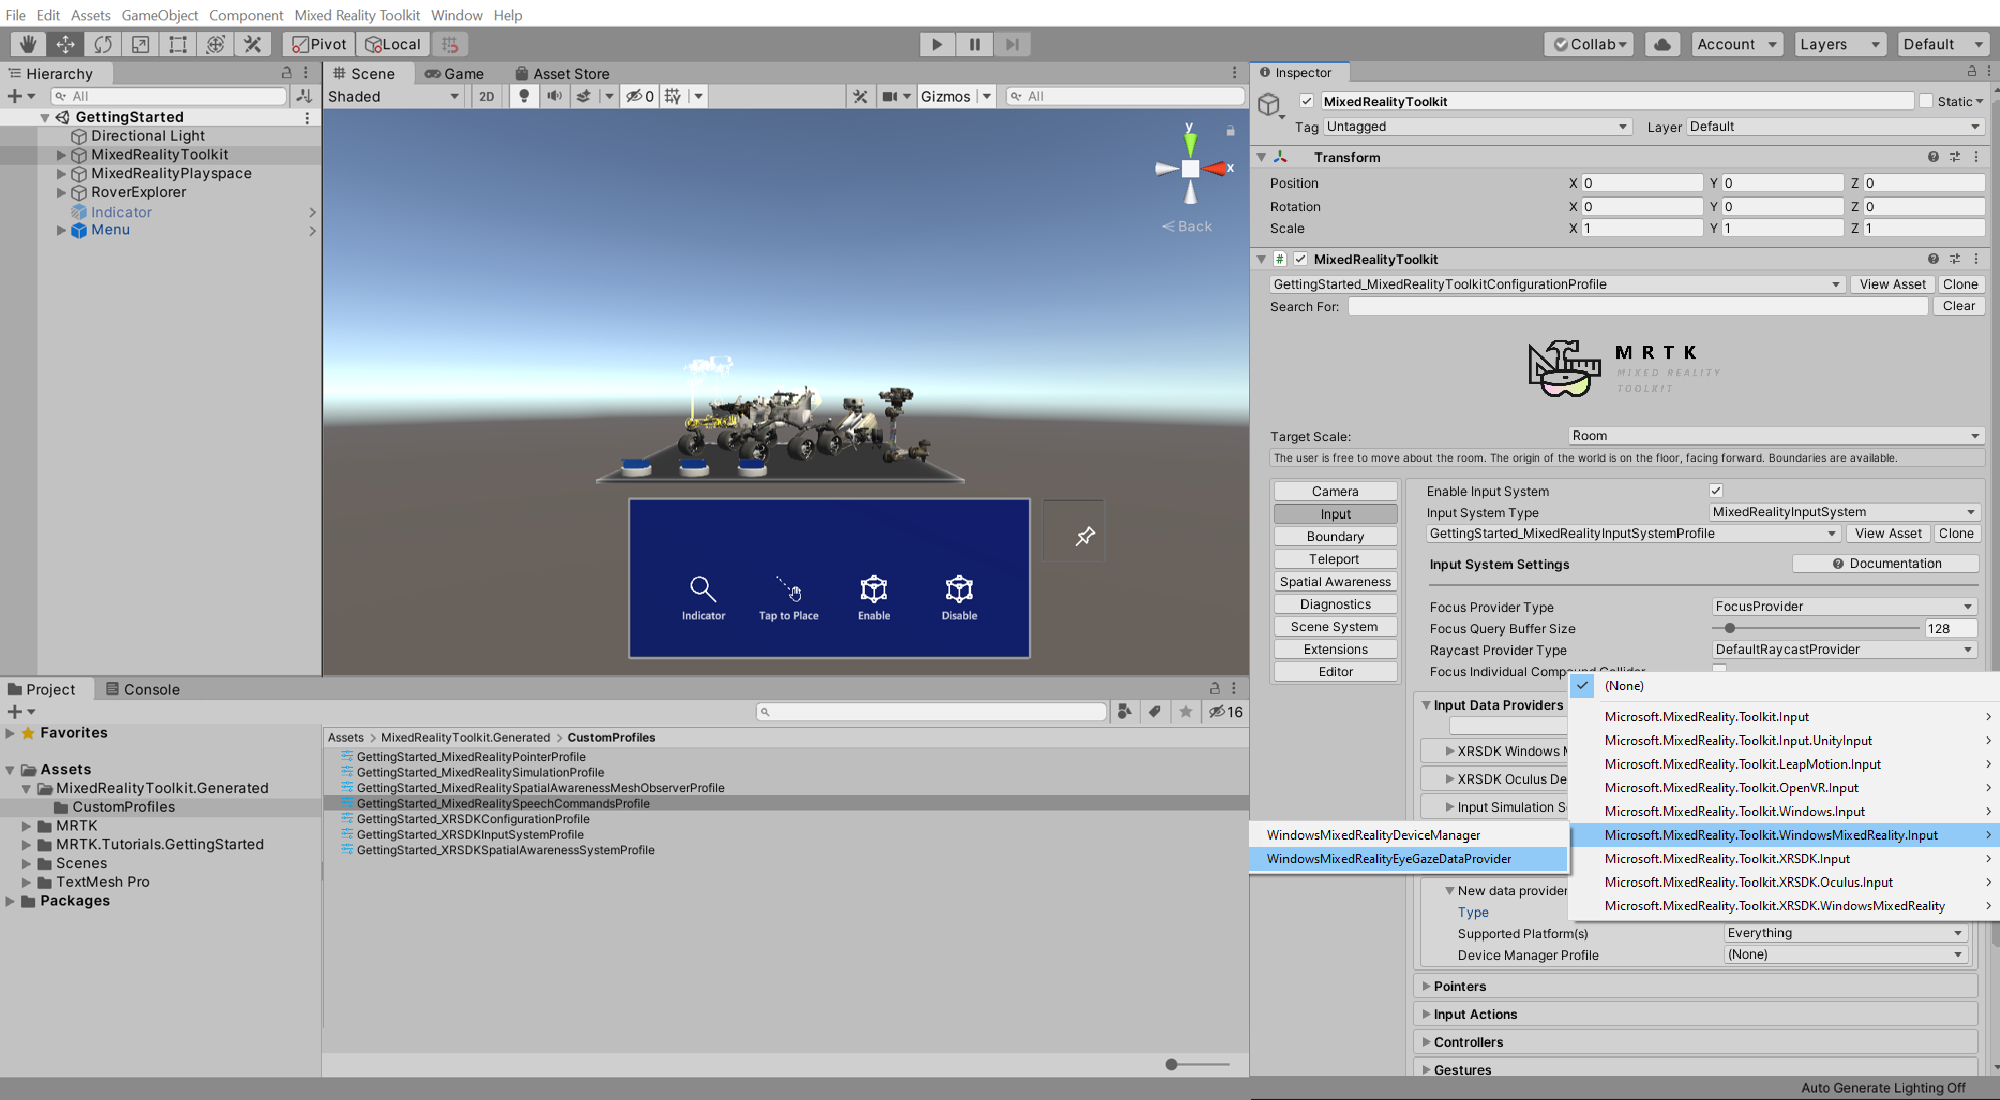 File Edit Assets GameObject Component Mixed Reality Toolkit Window Help
Pivot Local Collab Account Layers Default
Hierarchy
All
GettingStarted
Directional Light
MixedRealityToolkit
MixedRealityPlayspace
RoverExplorer
Indicator
Menu
Scene Game Asset Store
Shaded 2D 0 Gizmos All
y
x
Back
Indicator Tap to Place Enable Disable
Inspector
MixedRealityToolkit Static
Tag Untagged Layer Default
Transform
Position X 0 Y 0 Z 0
Rotation X 0 Y 0 Z 0
Scale X 1 Y 1 Z 1
# MixedRealityToolkit
GettingStarted_MixedRealityToolkitConfigurationProfile View Asset Clone
Search For: Clear
MRTK
MIXED REALITY
TOOLKIT
Target Scale: Room
The user is free to move about the room. The origin of the world is on the floor, facing forward. Boundaries are available.
Camera
Input
Boundary
Teleport
Spatial Awareness
Diagnostics
Scene System
Extensions
Editor
Enable Input System
Input System Type MixedRealityInputSystem
GettingStarted_MixedRealityInputSystemProfile View Asset Clone
Input System Settings Documentation
Focus Provider Type FocusProvider
Focus Query Buffer Size 128
Raycast Provider Type DefaultRaycastProvider
Focus Individual Compound Collider
Input Data Providers
XRSDK Windows M
XRSDK Oculus De
Input Simulation S
(None)
Microsoft.MixedReality.Toolkit.Input
Microsoft.MixedReality.Toolkit.Input.UnityInput
Microsoft.MixedReality.Toolkit.LeapMotion.Input
Microsoft.MixedReality.Toolkit.OpenVR.Input
Microsoft.MixedReality.Toolkit.Windows.Input
Microsoft.MixedReality.Toolkit.WindowsMixedReality.Input
Microsoft.MixedReality.Toolkit.XRSDK.Input
Microsoft.MixedReality.Toolkit.XRSDK.Oculus.Input
Microsoft.MixedReality.Toolkit.XRSDK.WindowsMixedReality
WindowsMixedRealityDeviceManager
WindowsMixedRealityEyeGazeDataProvider
New data provider
Type
Supported Platform(s) Everything
Device Manager Profile (None)
Pointers
Input Actions
Controllers
Gestures
Project Console
16
Favorites
Assets
MixedRealityToolkit.Generated
CustomProfiles
MRTK
MRTK.Tutorials.GettingStarted
Scenes
TextMesh Pro
Packages
Assets > MixedRealityToolkit.Generated > CustomProfiles
GettingStarted_MixedRealityPointerProfile
GettingStarted_MixedRealitySimulationProfile
GettingStarted_MixedRealitySpatialAwarenessMeshObserverProfile
GettingStarted_MixedRealitySpeechCommandsProfile
GettingStarted_XRSDKConfigurationProfile
GettingStarted_XRSDKInputSystemProfile
GettingStarted_XRSDKSpatialAwarenessSystemProfile
Auto Generate Lighting Off